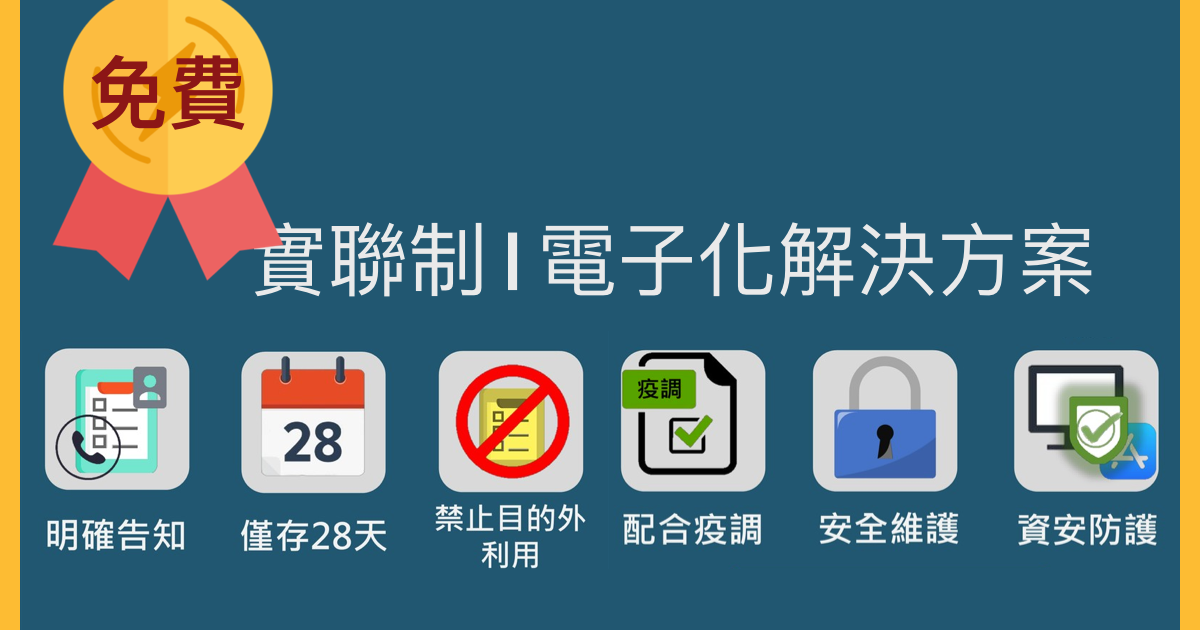 免費
實聯制 I 電子化解決方案
28
疫調
明確告知
僅存28天
禁止目的外
利用
配合疫調
安全維護
資安防護